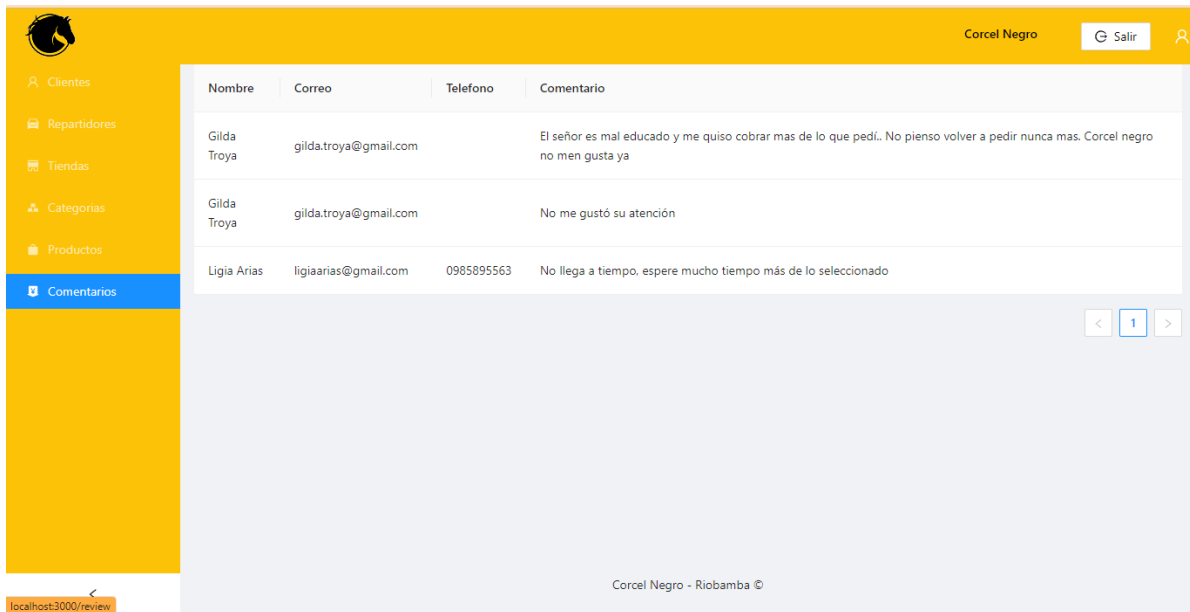 Corcel Negro
Salir
Clientes
Repartidores
Tiendas
Categorias
Productos
Comentarios
Nombre Correo Telefono Comentario
Gilda Troya gilda.troya@gmail.com El señor es mal educado y me quiso cobrar mas de lo que pedí.. No pienso volver a pedir nunca mas. Corcel negro
no men gusta ya
Gilda Troya gilda.troya@gmail.com No me gustó su atención
Ligia Arias ligiaarias@gmail.com 0985895563 No llega a tiempo, espere mucho tiempo más de lo seleccionado
< 1 >
Corcel Negro - Riobamba ©
localhost:3000/review